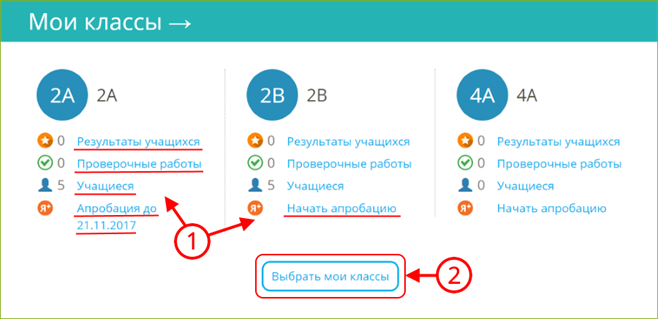 Мои классы →
2А 2А
0 Результаты учащихся
0 Проверочные работы
5 Учащиеся
Я+ Апробация до
21.11.2017
2В 2В
0 Результаты учащихся
0 Проверочные работы
5 Учащиеся
Я+ Начать апробацию
4А 4А
0 Результаты учащихся
0 Проверочные работы
0 Учащиеся
Я+ Начать апробацию
1
Выбрать мои классы
2